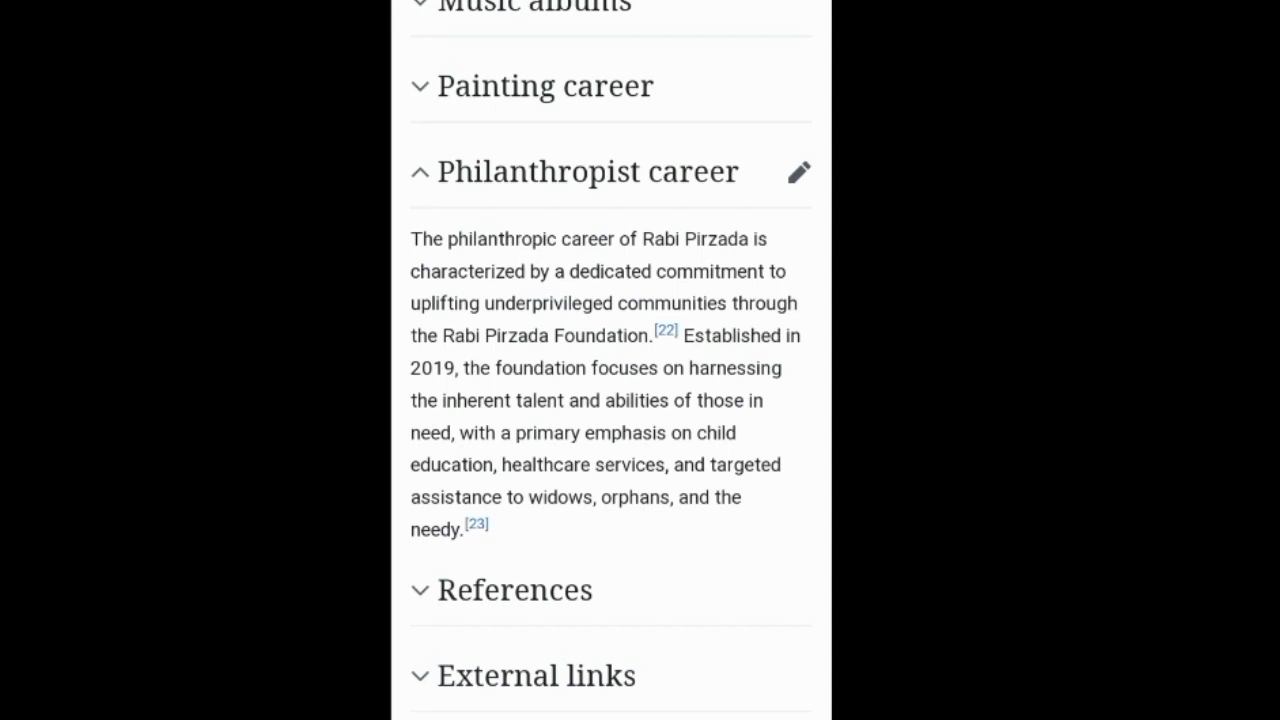 Music albums
Painting career
Philanthropist career
The philanthropic career of Rabi Pirzada is
characterized by a dedicated commitment to
uplifting underprivileged communities through
the Rabi Pirzada Foundation.[22] Established in
2019, the foundation focuses on harnessing
the inherent talent and abilities of those in
need, with a primary emphasis on child
education, healthcare services, and targeted
assistance to widows, orphans, and the
needy.[23]
References
External links